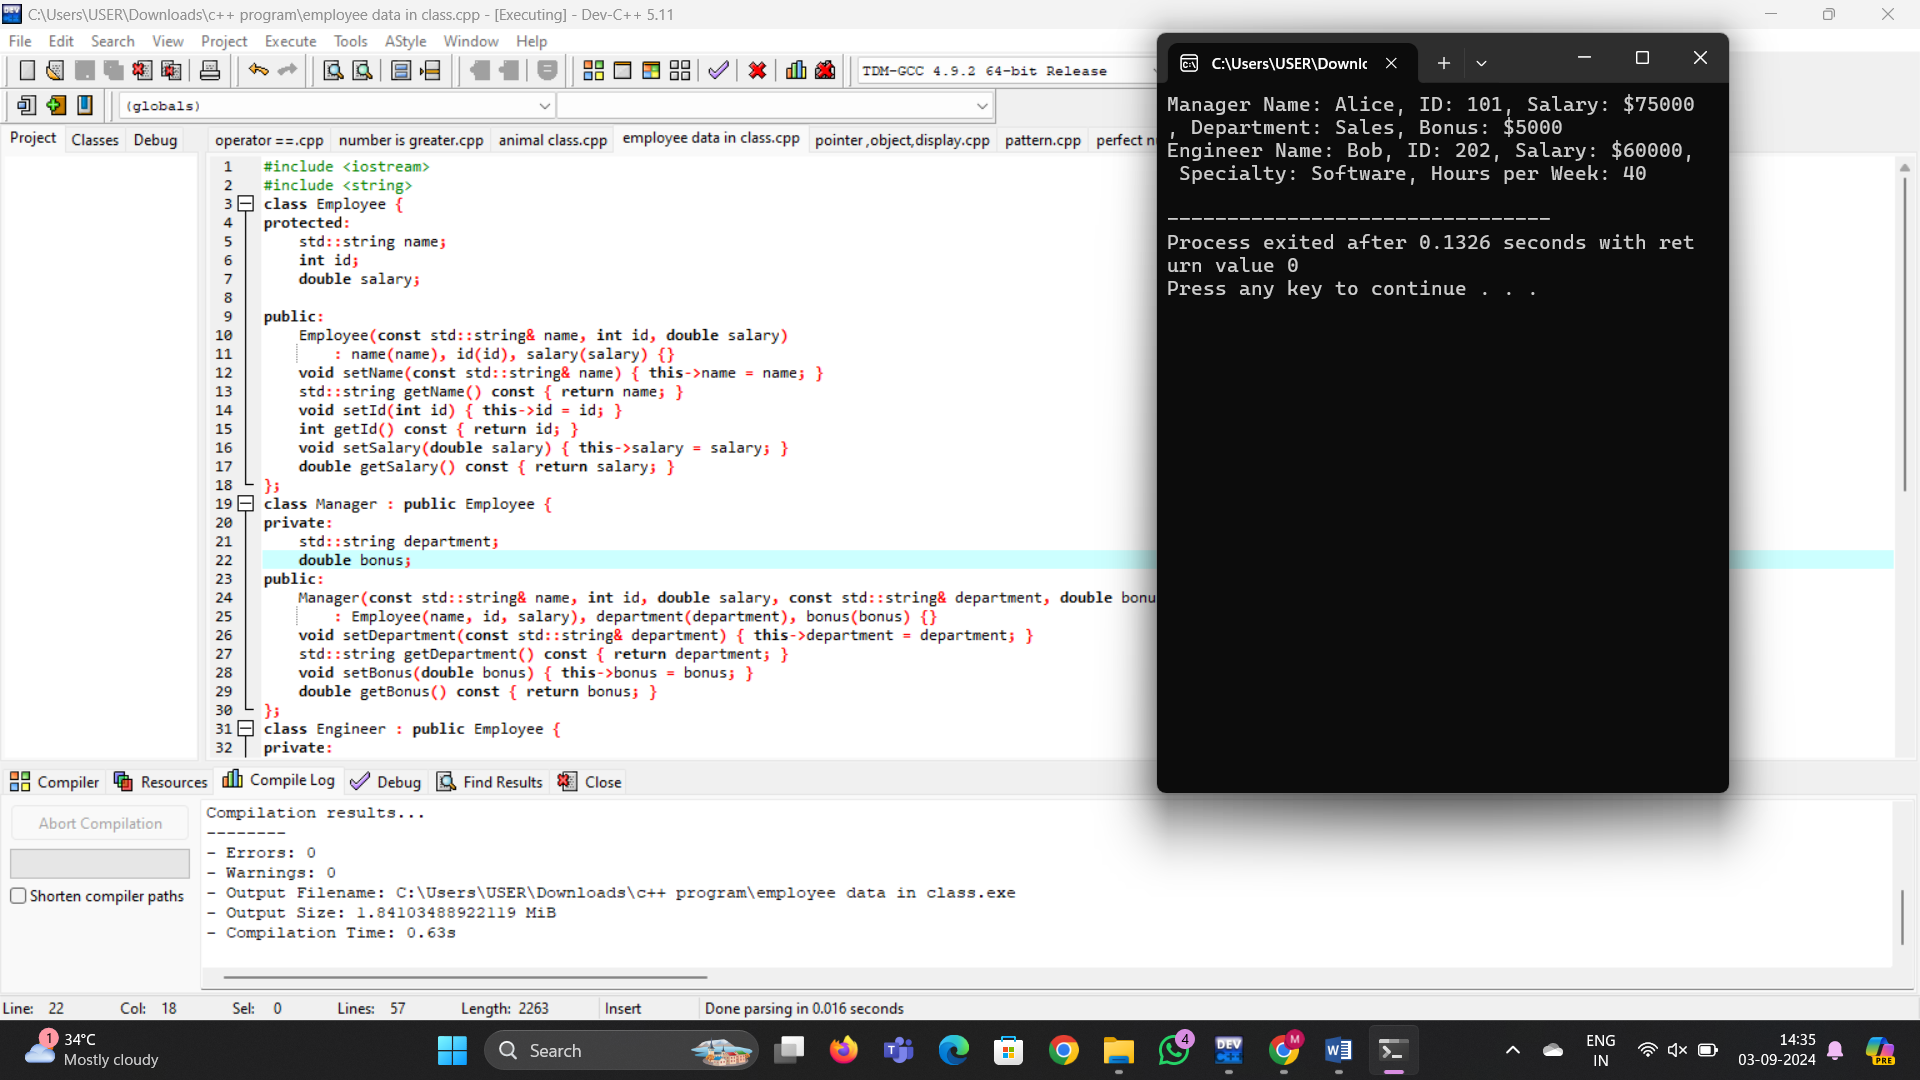 C:\Users\USER\Downloads\c++ program\employee data in class.cpp - [Executing] - Dev-C++ 5.11
File Edit Search View Project Execute Tools AStyle Window Help
TDM-GCC 4.9.2 64-bit Release
(globals)
Project Classes Debug
operator ==.cpp number is greater.cpp animal class.cpp employee data in class.cpp pointer ,object,display.cpp pattern.cpp perfect n
1 #include <iostream>
2 #include <string>
3 class Employee {
4 protected:
5 std::string name;
6 int id;
7 double salary;
8
9 public:
10 Employee(const std::string& name, int id, double salary)
11 : name(name), id(id), salary(salary) {}
12 void setName(const std::string& name) { this->name = name; }
13 std::string getName() const { return name; }
14 void setId(int id) { this->id = id; }
15 int getId() const { return id; }
16 void setSalary(double salary) { this->salary = salary; }
17 double getSalary() const { return salary; }
18 };
19 class Manager : public Employee {
20 private:
21 std::string department;
22 double bonus;
23 public:
24 Manager(const std::string& name, int id, double salary, const std::string& department, double bonu
25 : Employee(name, id, salary), department(department), bonus(bonus) {}
26 void setDepartment(const std::string& department) { this->department = department; }
27 std::string getDepartment() const { return department; }
28 void setBonus(double bonus) { this->bonus = bonus; }
29 double getBonus() const { return bonus; }
30 };
31 class Engineer : public Employee {
32 private:
C:\Users\USER\Downlc
Manager Name: Alice, ID: 101, Salary: $75000
, Department: Sales, Bonus: $5000
Engineer Name: Bob, ID: 202, Salary: $60000,
Specialty: Software, Hours per Week: 40
--------------------------------
Process exited after 0.1326 seconds with ret
urn value 0
Press any key to continue . . .
Compiler Resources Compile Log Debug Find Results Close
Abort Compilation
Shorten compiler paths
Compilation results...
--------
- Errors: 0
- Warnings: 0
- Output Filename: C:\Users\USER\Downloads\c++ program\employee data in class.exe
- Output Size: 1.84103488922119 MiB
- Compilation Time: 0.63s
Line: 22 Col: 18 Sel: 0 Lines: 57 Length: 2263 Insert Done parsing in 0.016 seconds
1
34°C
Mostly cloudy
Search
4
DEV
M
ENG
IN
14:35
03-09-2024
PRE